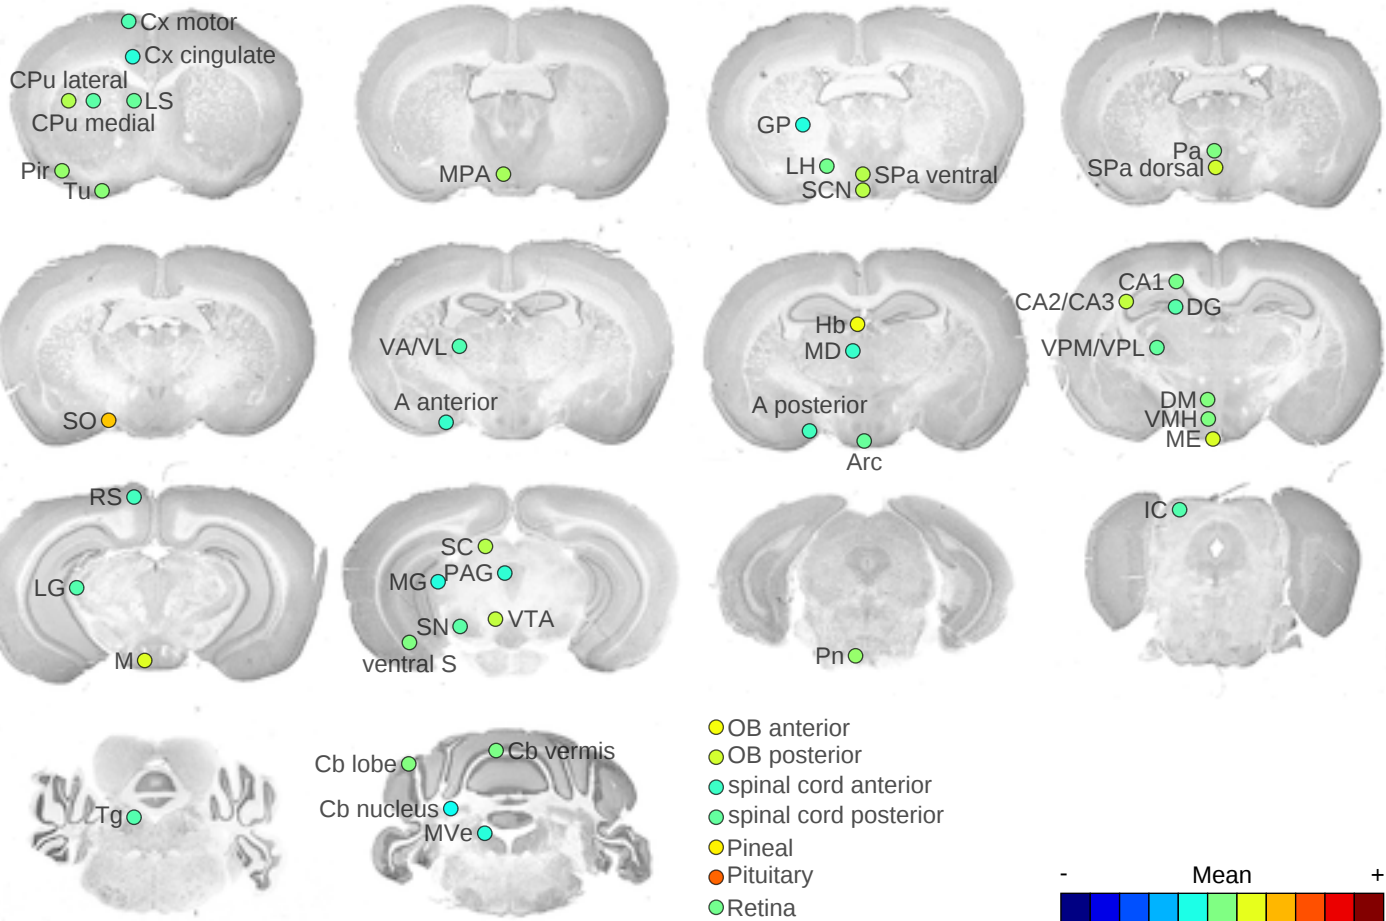 Cx motor
Cx cingulate
CPu lateral
LS
CPu medial
Pir
Tu
MPA
GP
LH
SPa ventral
SCN
Pa
SPa dorsal
SO
VA/VL
A anterior
Hb
MD
A posterior
Arc
CA1
CA2/CA3
DG
VPM/VPL
DM
VMH
ME
RS
LG
M
SC
MG
PAG
SN
VTA
ventral S
Pn
IC
Tg
Cb lobe
Cb vermis
Cb nucleus
MVe
OB anterior
OB posterior
spinal cord anterior
spinal cord posterior
Pineal
Pituitary
Retina
- Mean +